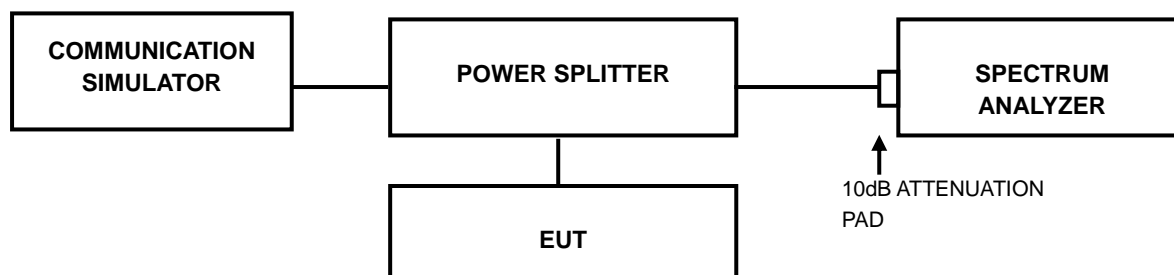 COMMUNICATION
SIMULATOR
POWER SPLITTER
SPECTRUM
ANALYZER
10dB ATTENUATION
PAD
EUT